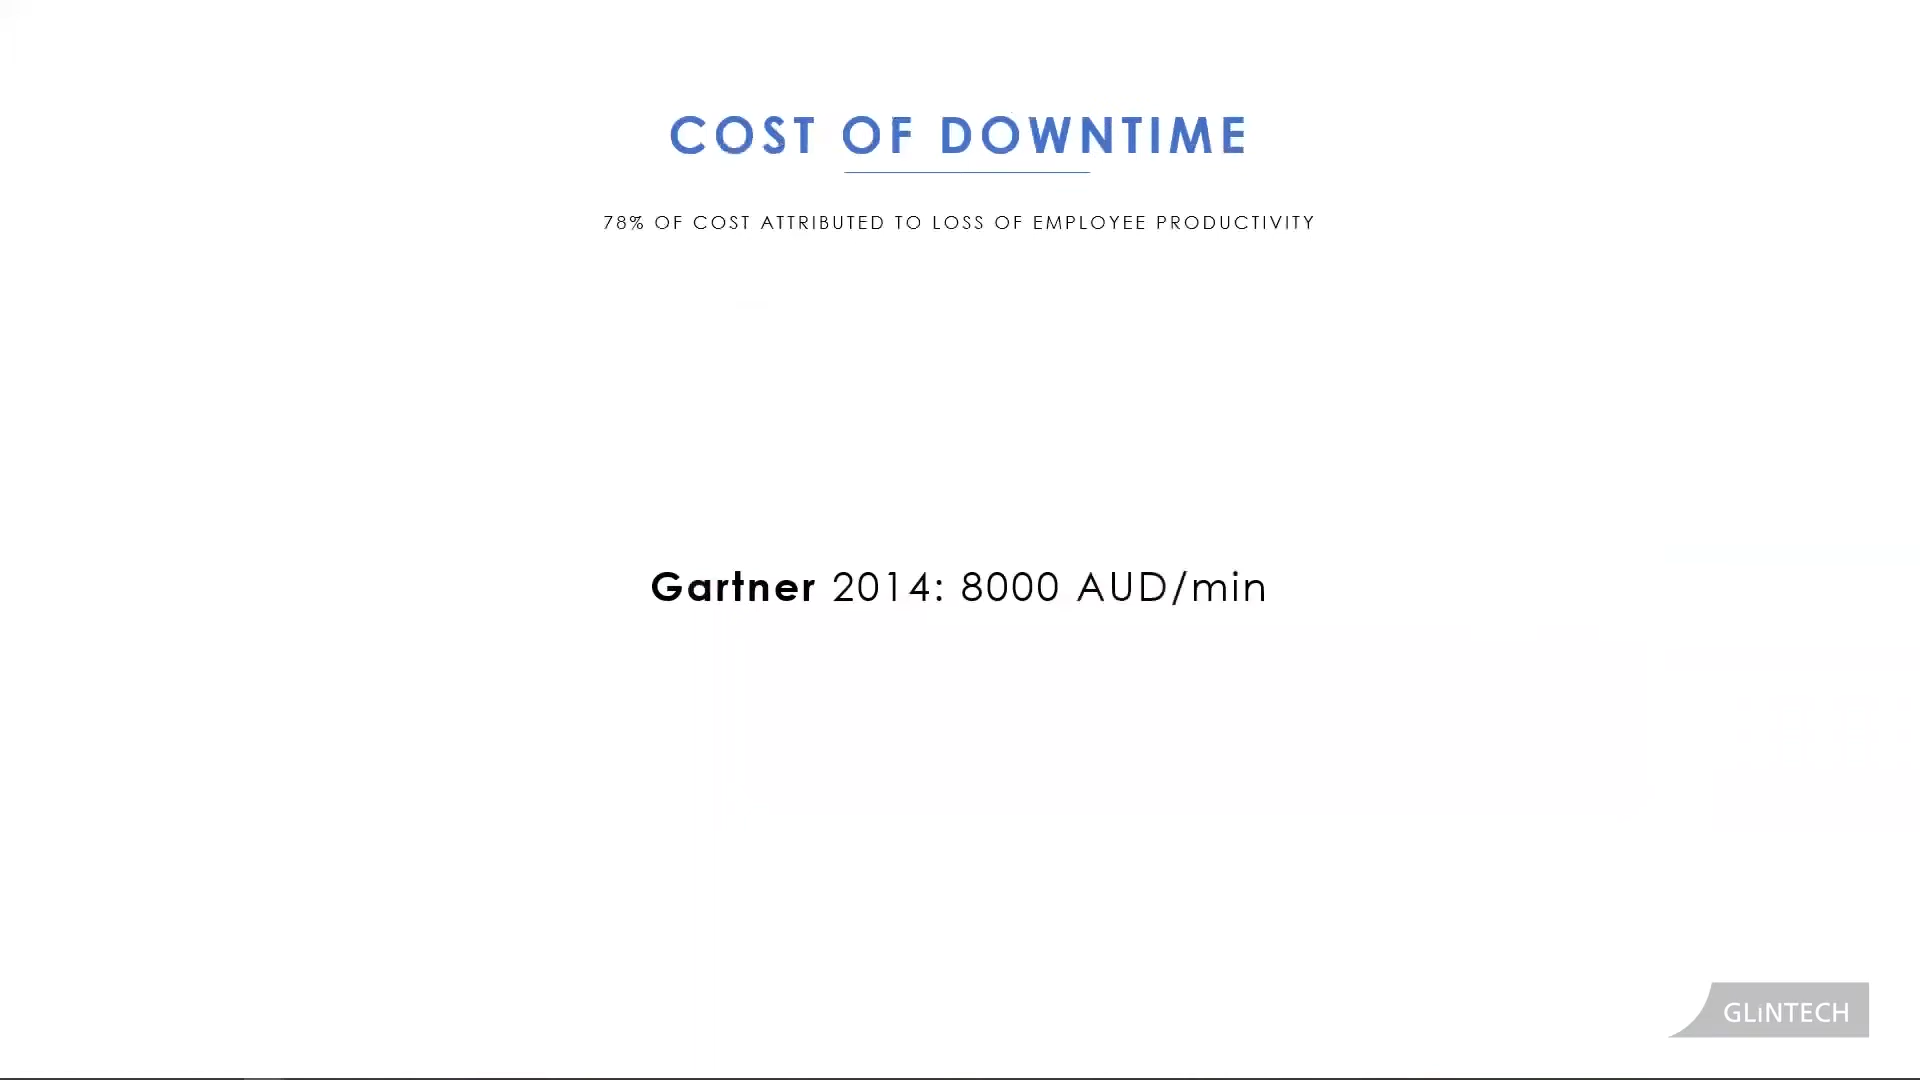 COST OF DOWNTIME
78% OF COST ATTRIBUTED TO LOSS OF EMPLOYEE PRODUCTIVITY
Gartner 2014: 8000 AUD/min
GLiNTECH